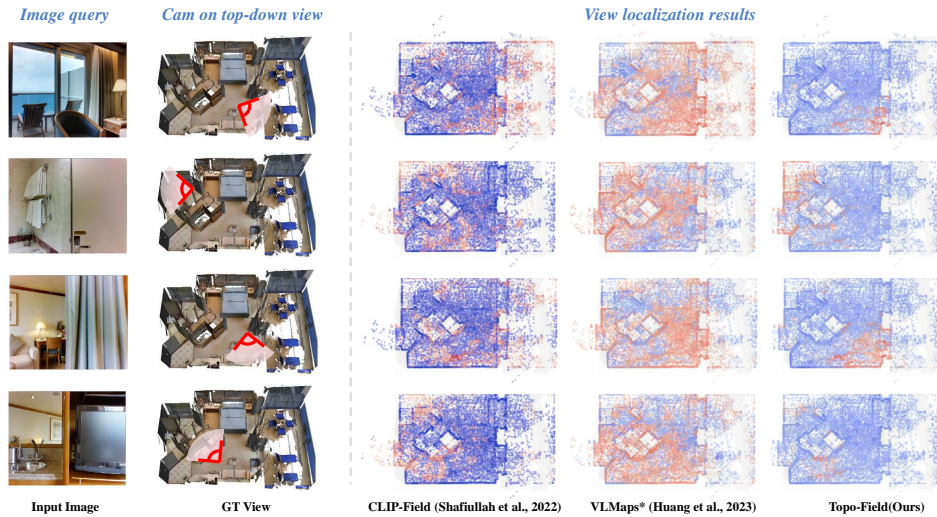 Image query
Cam on top-down view
View localization results
Input Image
GT View
CLIP-Field (Shafiullah et al., 2022)
VLMaps* (Huang et al., 2023)
Topo-Field(Ours)